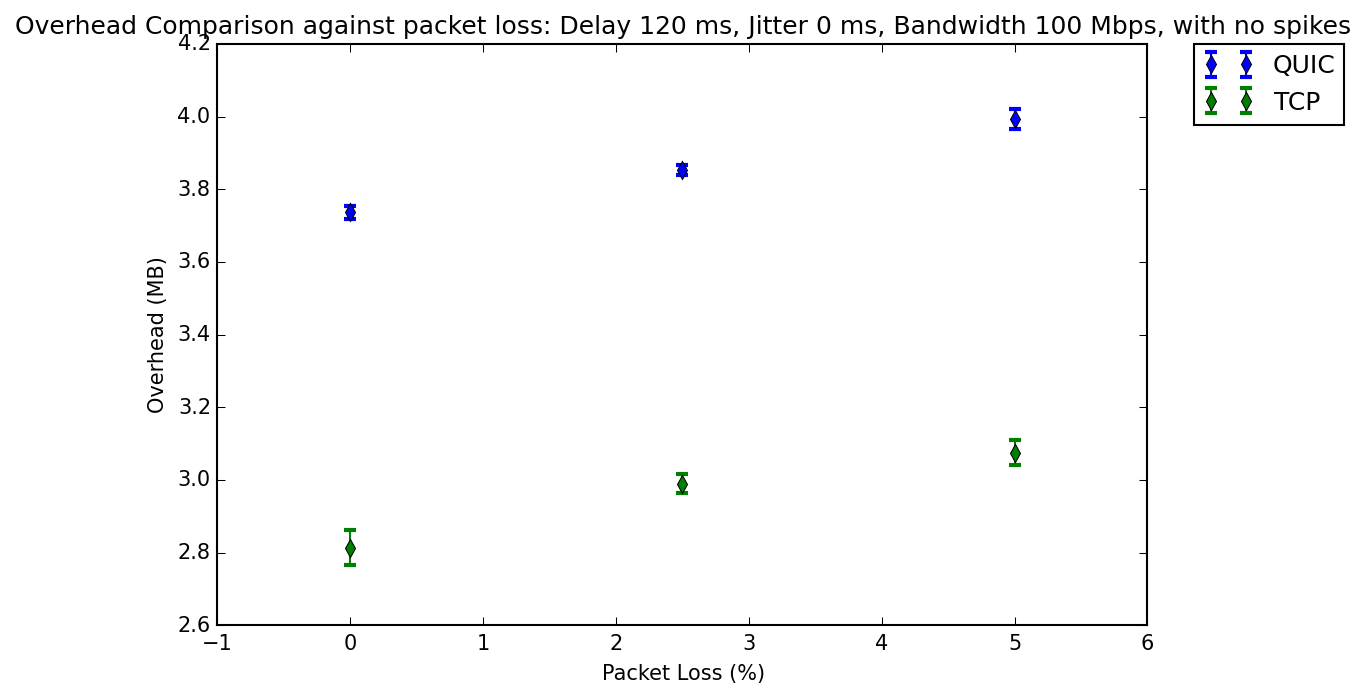 Overhead Comparison against packet loss: Delay 120 ms, Jitter 0 ms, Bandwidth 100 Mbps, with no spikes
QUIC
TCP
4.2
4.0
3.8
3.6
3.4
3.2
3.0
2.8
2.6
Overhead (MB)
−1 0 1 2 3 4 5 6
Packet Loss (%)